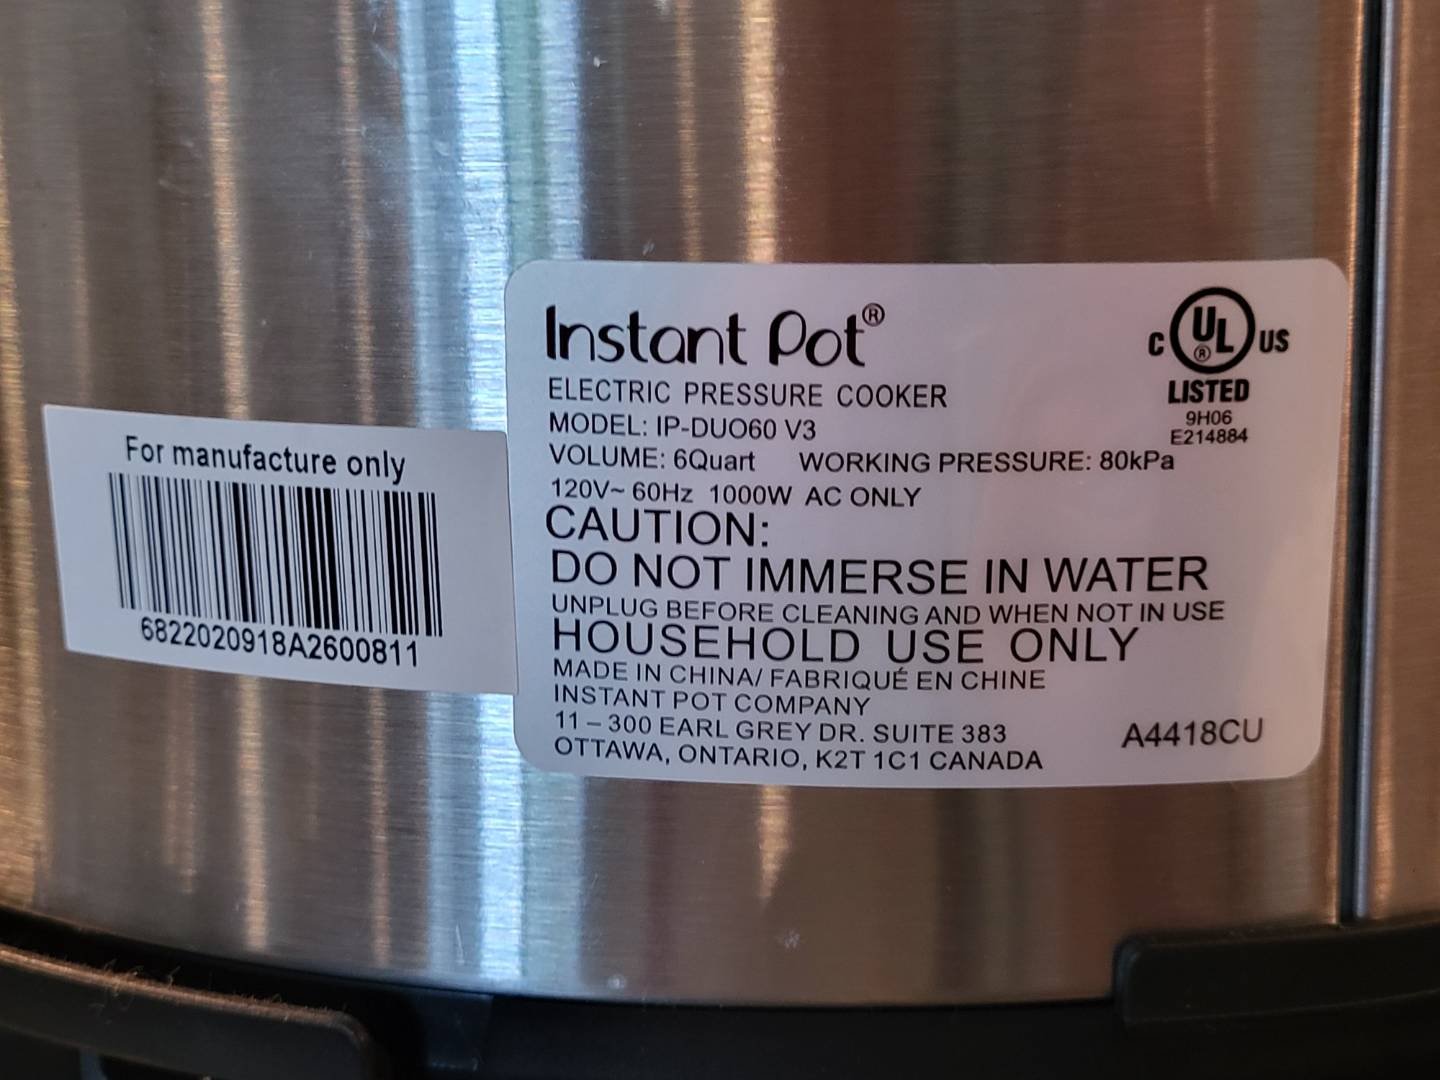 For manufacture only
6822020918A2600811
Instant Pot®
ELECTRIC PRESSURE COOKER
MODEL: IP-DUO60 V3
VOLUME: 6Quart WORKING PRESSURE: 80kPa
120V~ 60Hz 1000W AC ONLY
CAUTION:
DO NOT IMMERSE IN WATER
UNPLUG BEFORE CLEANING AND WHEN NOT IN USE
HOUSEHOLD USE ONLY
MADE IN CHINA/ FABRIQUÉ EN CHINE
INSTANT POT COMPANY
11 – 300 EARL GREY DR. SUITE 383
OTTAWA, ONTARIO, K2T 1C1 CANADA
C UL® US
LISTED
9H06
E214884
A4418CU